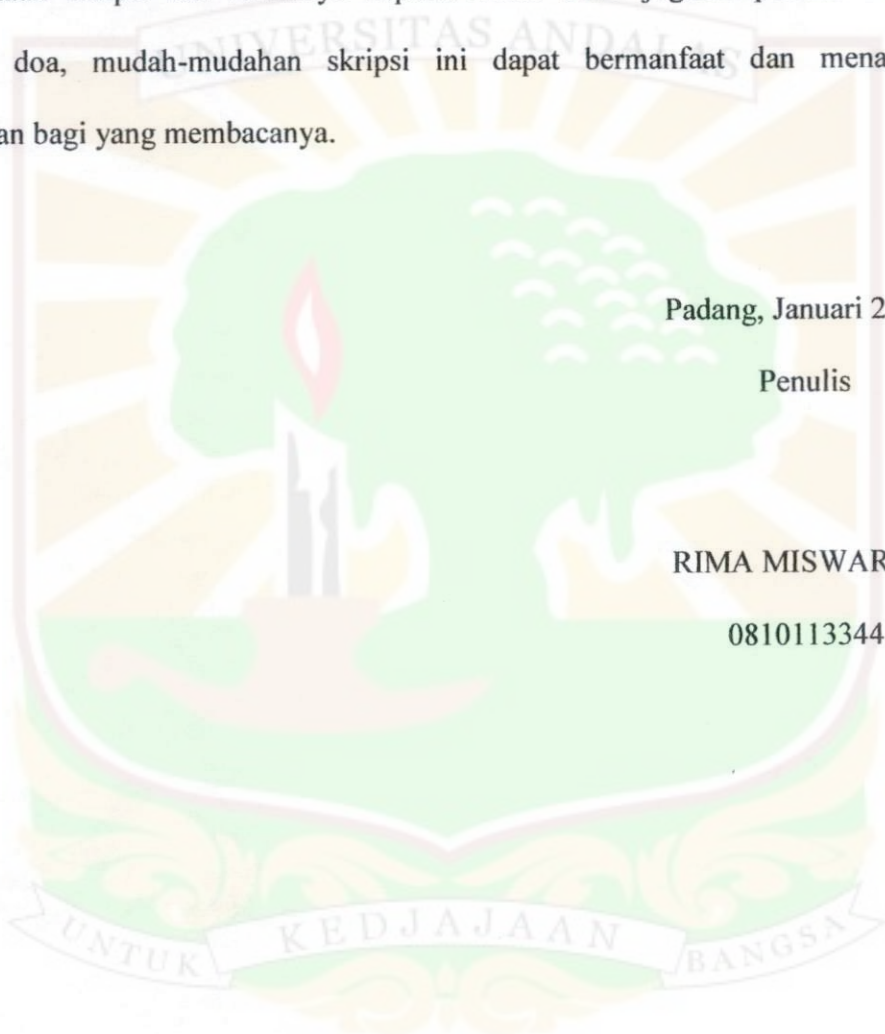 UNIVERSITAS ANDALAS
doa, mudah-mudahan skripsi ini dapat bermanfaat dan mena
an bagi yang membacanya.
Padang, Januari 2
Penulis
RIMA MISWAR
0810113344
UNTUK KEDJAJAAN BANGSA